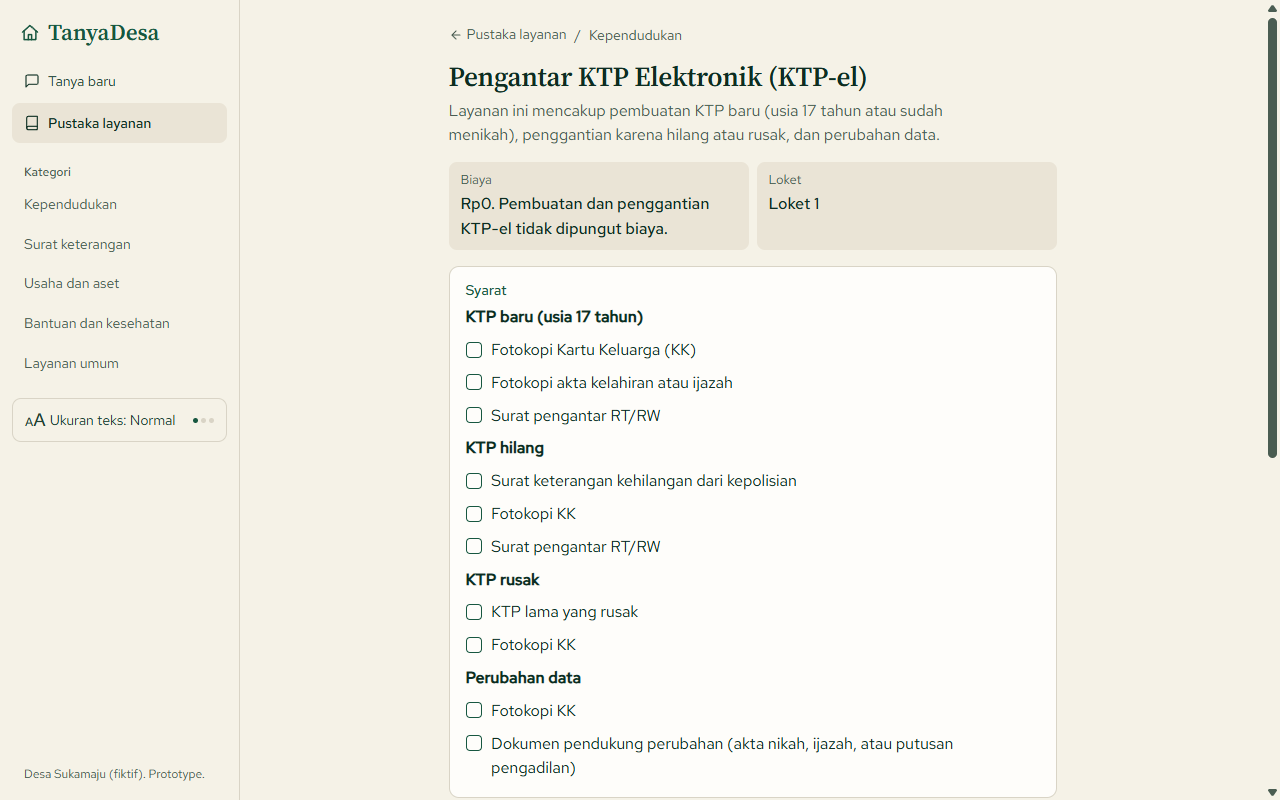 TanyaDesa
Tanya baru
Pustaka layanan
Kategori
Kependudukan
Surat keterangan
Usaha dan aset
Bantuan dan kesehatan
Layanan umum
AA Ukuran teks: Normal
Desa Sukamaju (fiktif). Prototype.
← Pustaka layanan / Kependudukan
Pengantar KTP Elektronik (KTP-el)
Layanan ini mencakup pembuatan KTP baru (usia 17 tahun atau sudah
menikah), penggantian karena hilang atau rusak, dan perubahan data.
Biaya
Rp0. Pembuatan dan penggantian
KTP-el tidak dipungut biaya.
Loket
Loket 1
Syarat
KTP baru (usia 17 tahun)
Fotokopi Kartu Keluarga (KK)
Fotokopi akta kelahiran atau ijazah
Surat pengantar RT/RW
KTP hilang
Surat keterangan kehilangan dari kepolisian
Fotokopi KK
Surat pengantar RT/RW
KTP rusak
KTP lama yang rusak
Fotokopi KK
Perubahan data
Fotokopi KK
Dokumen pendukung perubahan (akta nikah, ijazah, atau putusan
pengadilan)